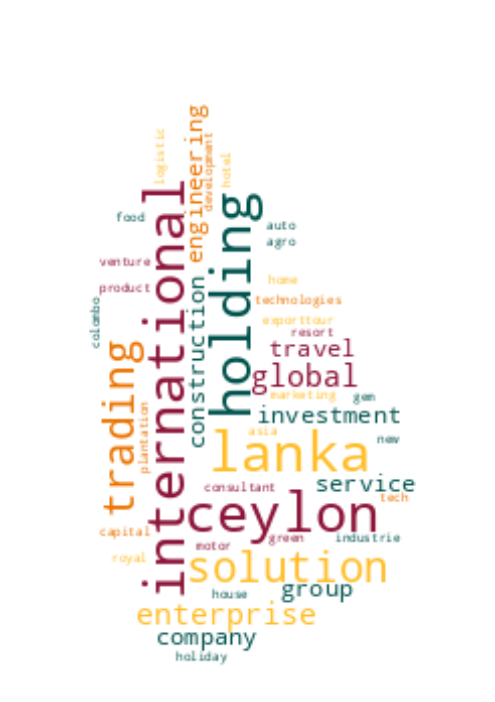 logistic
engineering
development
hotel
international
holding
food
auto
agro
venture
home
product
technologies
colombo
construction
exporttour
resort
trading
travel
global
marketing
gem
plantation
investment
asia
lanka
new
service
consultant
tech
ceylon
capital
green
industrie
motor
royal
solution
group
house
enterprise
company
holiday